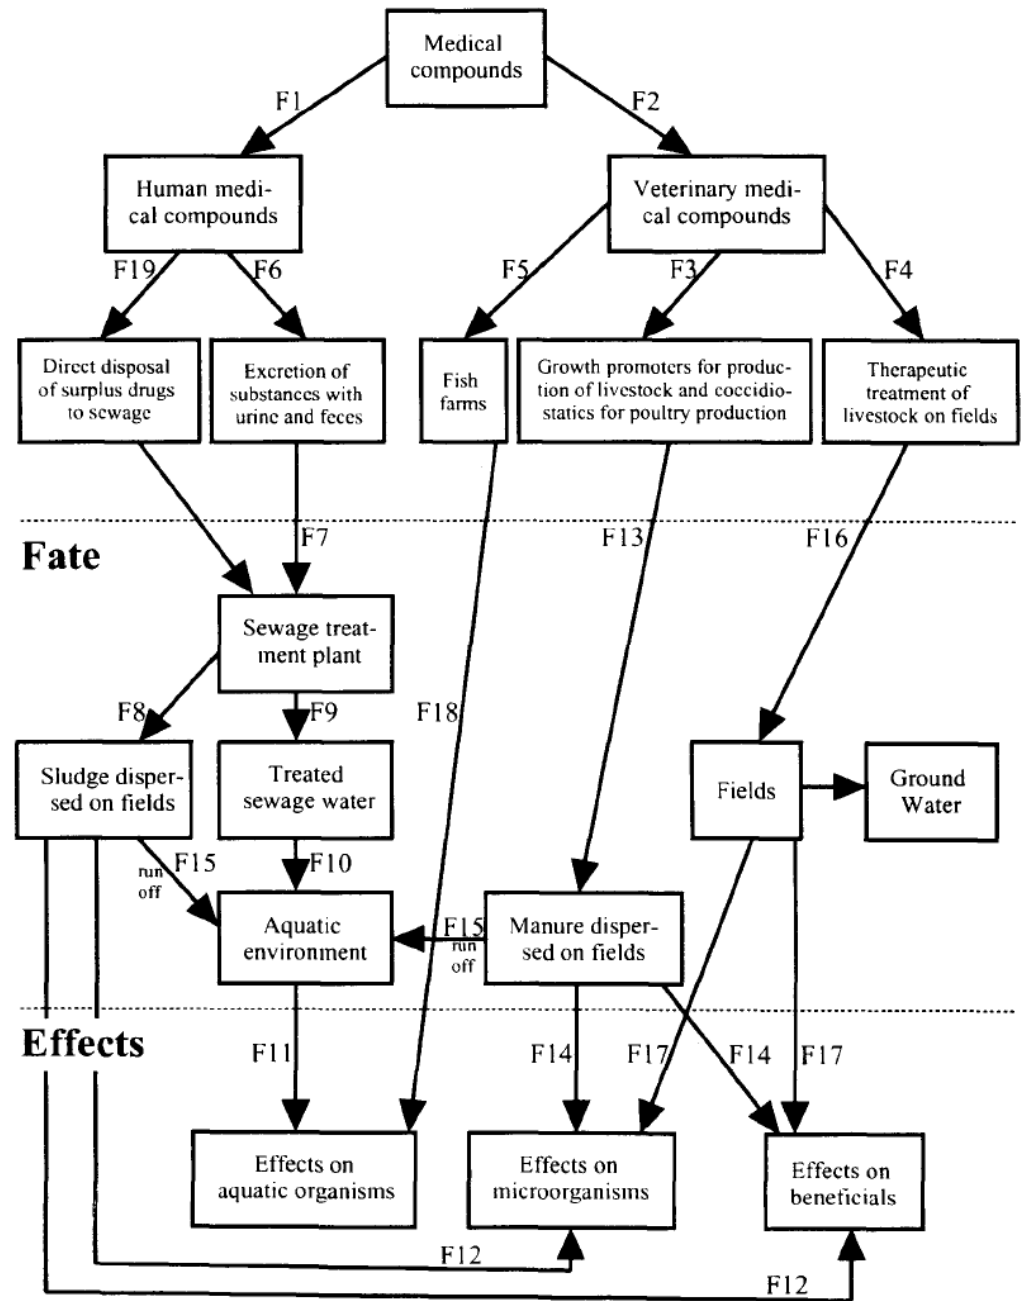 Medical
compounds
F1
F2
Human medi-
cal compounds
Veterinary medi-
cal compounds
F19
F6
F5
F3
F4
Direct disposal
of surplus drugs
to sewage
Excretion of
substances with
urine and feces
Fish
farms
Growth promoters for produc-
tion of livestock and coccidio-
statics for poultry production
Therapeutic
treatment of
livestock on fields
Fate
F7
F13
F16
Sewage treat-
ment plant
F8
F9
F18
Sludge disper-
sed on fields
Treated
sewage water
Fields
Ground
Water
run
off
F15
F10
Aquatic
environment
F15
run
off
Manure disper-
sed on fields
Effects
F11
F14
F17
F14
F17
Effects on
aquatic organisms
Effects on
microorganisms
Effects on
beneficials
F12
F12